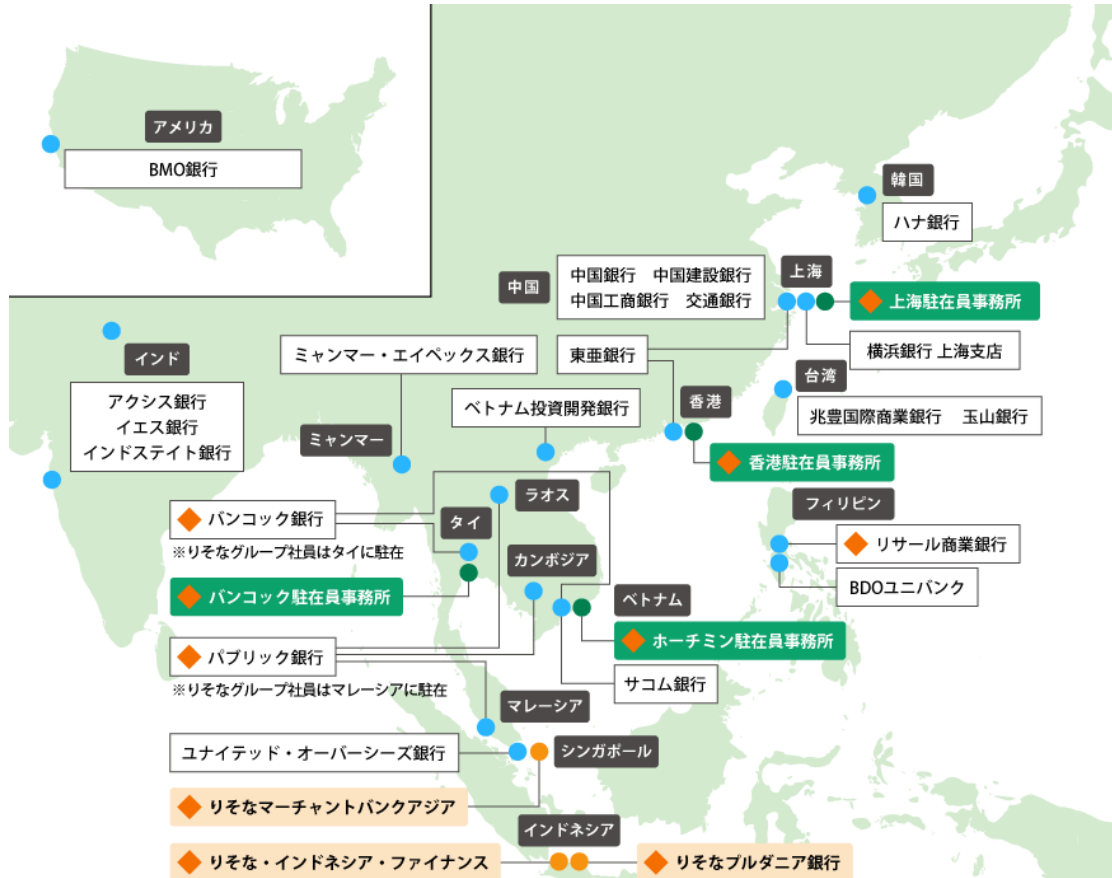 アメリカ
BMO銀行
韓国
ハナ銀行
中国
中国銀行　中国建設銀行
中国工商銀行　交通銀行
上海
上海駐在員事務所
横浜銀行 上海支店
東亜銀行
香港
香港駐在員事務所
台湾
兆豊国際商業銀行　玉山銀行
インド
アクシス銀行
イエス銀行
インドステイト銀行
ミャンマー・エイペックス銀行
ミャンマー
ベトナム投資開発銀行
ラオス
タイ
バンコック銀行
※りそなグループ社員はタイに駐在
バンコック駐在員事務所
カンボジア
フィリピン
リサール商業銀行
BDOユニバンク
ベトナム
ホーチミン駐在員事務所
サコム銀行
パブリック銀行
※りそなグループ社員はマレーシアに駐在
マレーシア
ユナイテッド・オーバーシーズ銀行
シンガポール
りそなマーチャントバンクアジア
インドネシア
りそな・インドネシア・ファイナンス
りそなプルダニア銀行